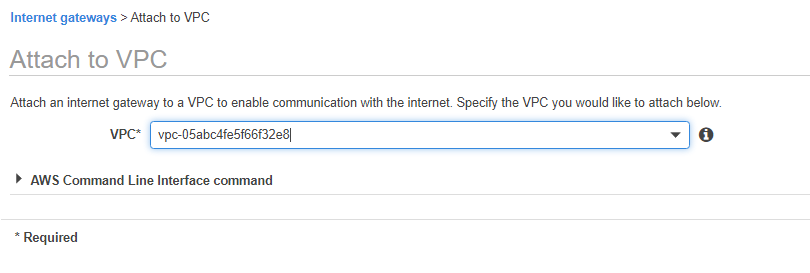 Internet gateways > Attach to VPC
Attach to VPC
Attach an internet gateway to a VPC to enable communication with the internet. Specify the VPC you would like to attach below.
VPC* vpc-05abc4fe5f66f32e8
AWS Command Line Interface command
* Required